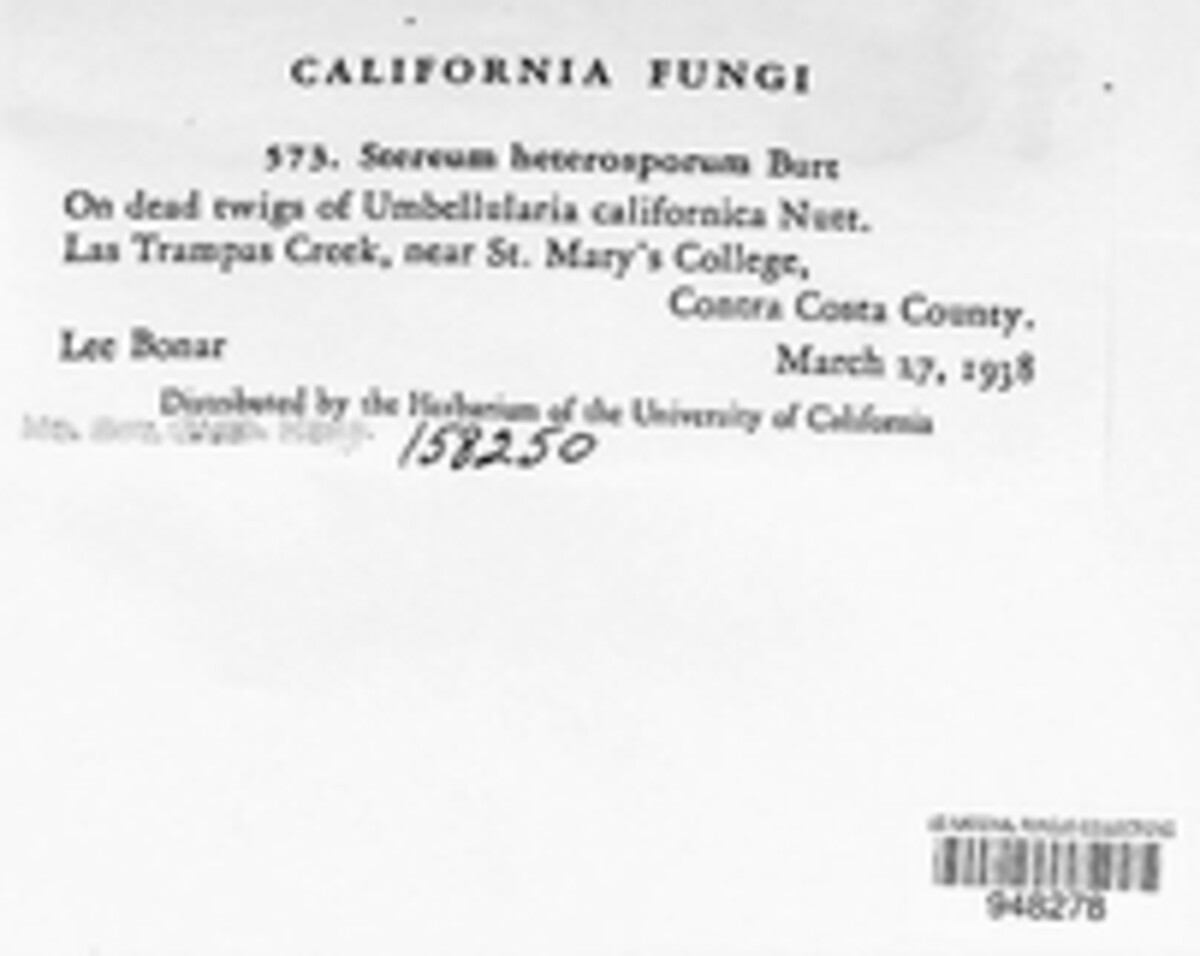 CALIFORNIA FUNGI
573. Stereum heterosporum Burt
On dead twigs of Umbellularia californica Nutt.
Las Trampas Creek, near St. Mary's College,
Contra Costa County.
Lee Bonar
March 27, 1938
Distributed by the Herbarium of the University of California
158250
948278